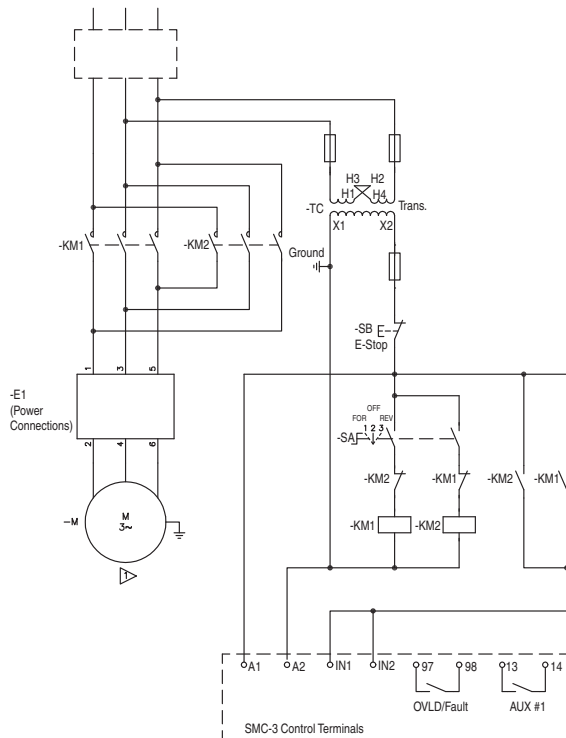 H3 H2
H1 H4
-TC Trans.
X1 X2
-KM1 -KM2 Ground
-SB
E-Stop
-E1
(Power
Connections)
1 3 5
2 4 6
OFF
FOR 1 2 3 REV
-SA
-KM2 -KM1 -KM2 -KM1
-KM1 -KM2
-M
M
3~
1
A1 A2 IN1 IN2 97 98 13 14
OVLD/Fault AUX #1
SMC-3 Control Terminals